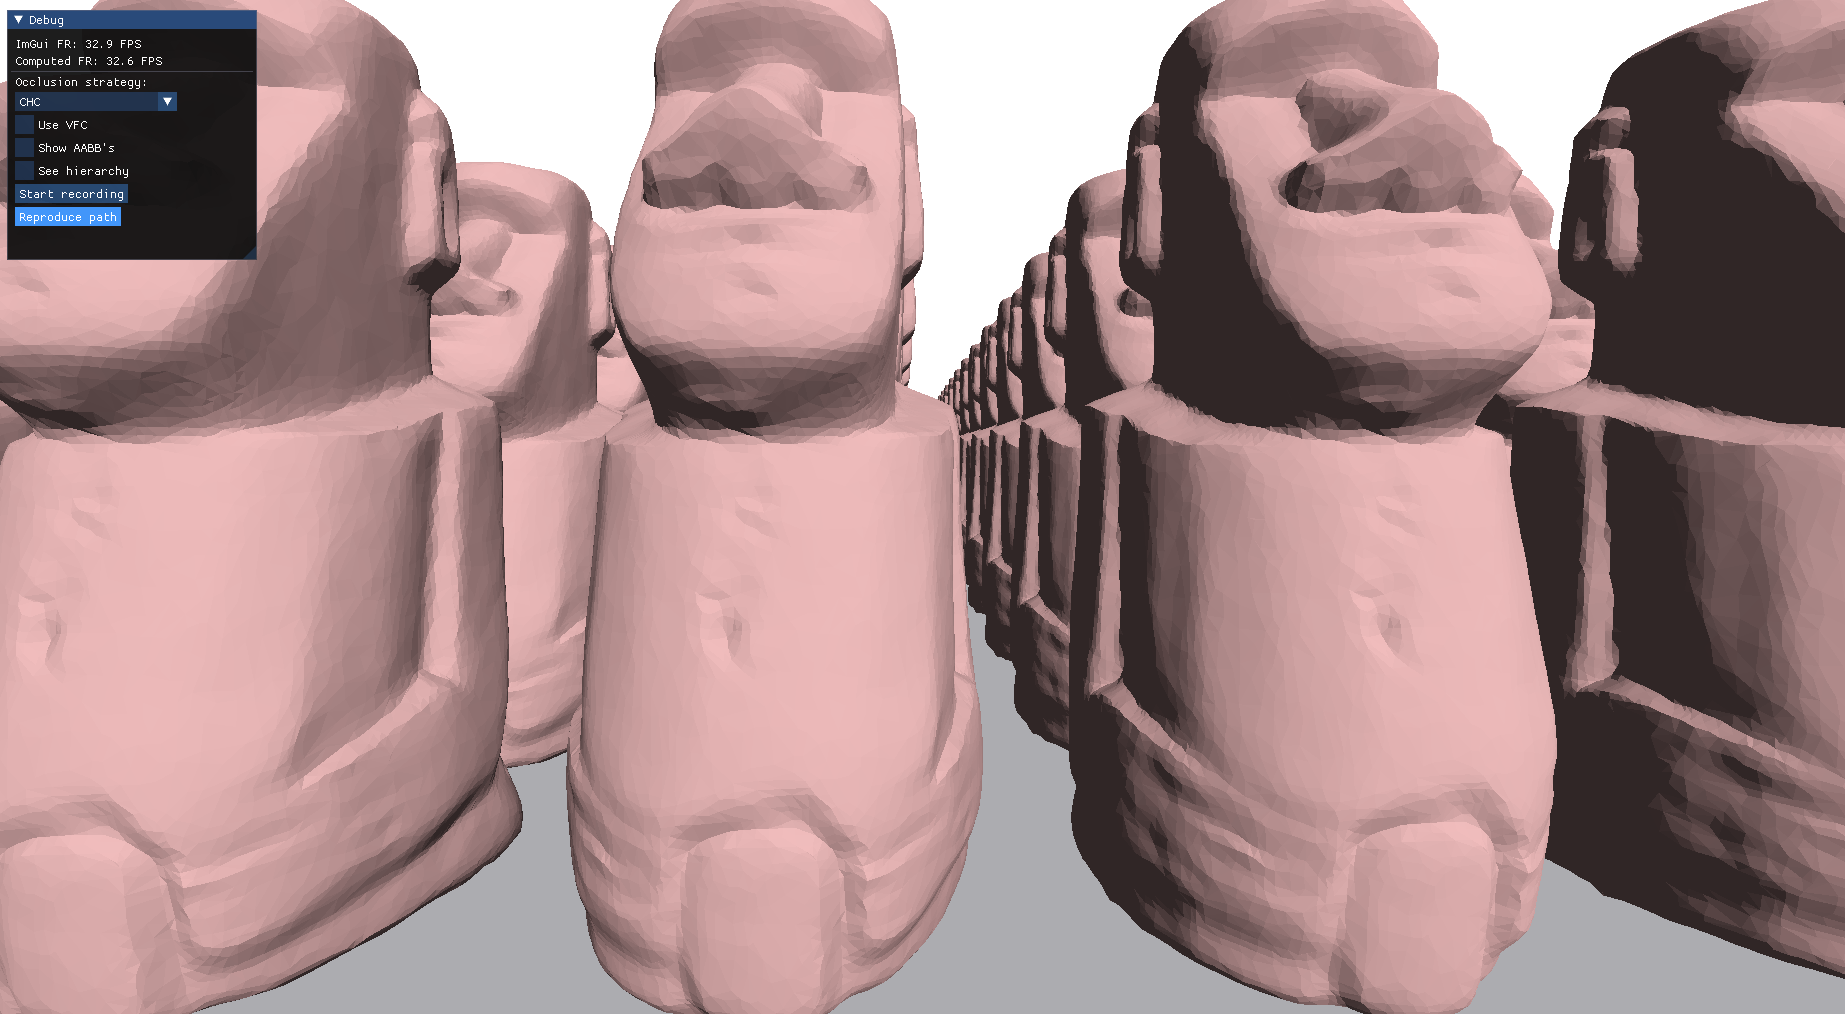 Debug
ImGui FR: 32.9 FPS
Computed FR: 32.6 FPS
Occlusion strategy:
CHC
Use VFC
Show AABB's
See hierarchy
Start recording
Reproduce path